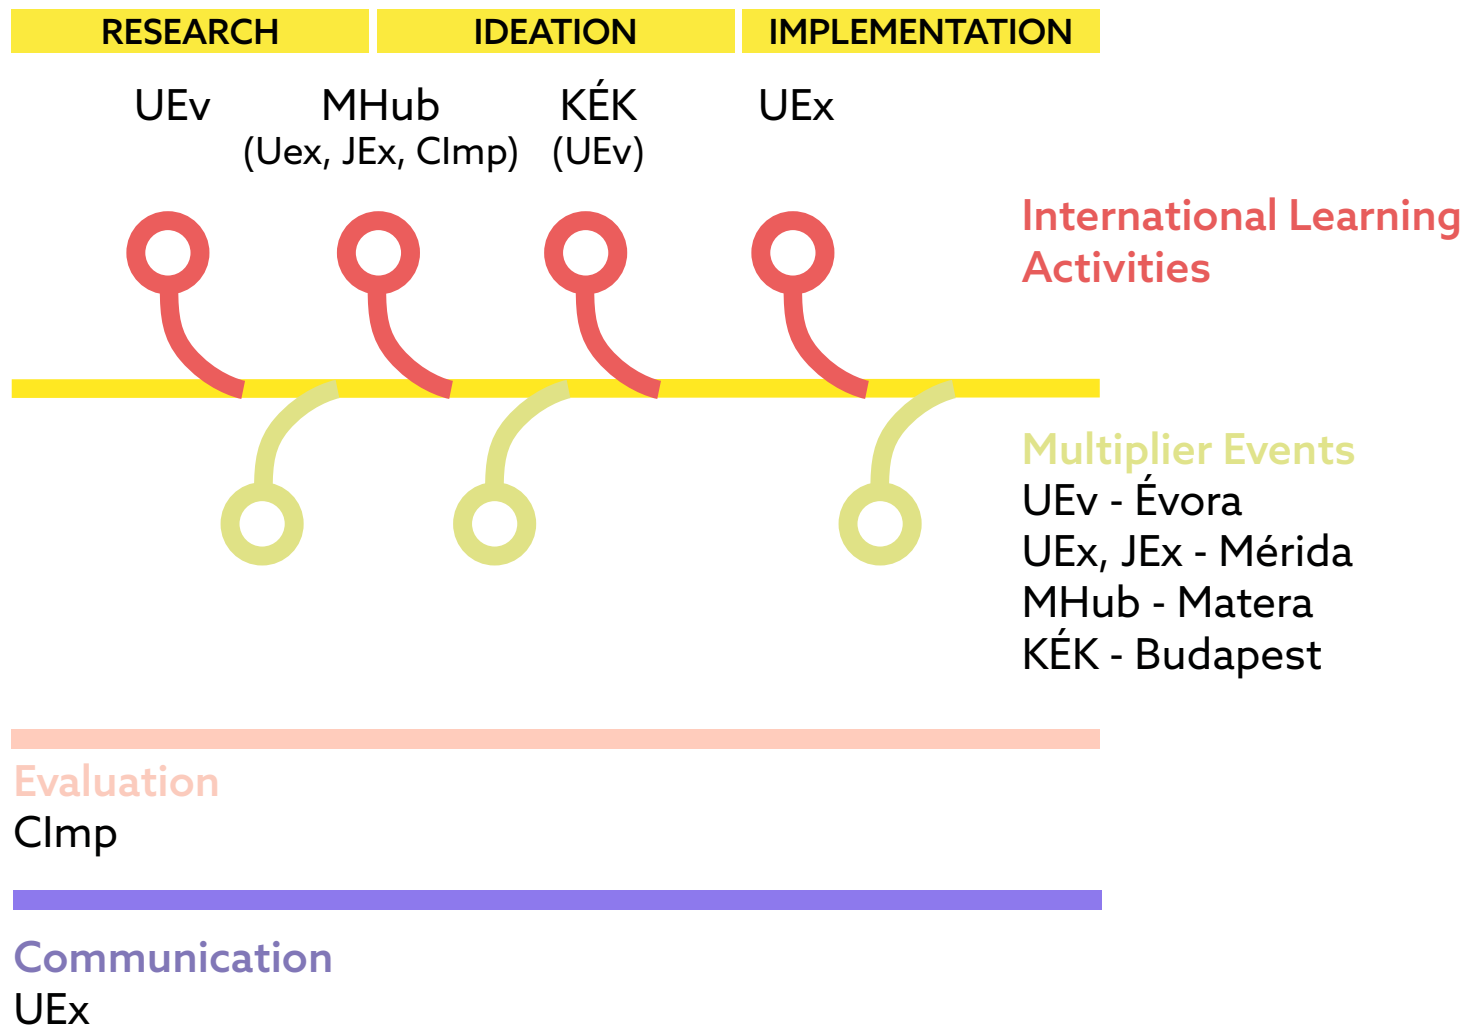 RESEARCH
IDEATION
IMPLEMENTATION
UEv
MHub
KÉK
UEx
(Uex, JEx, CImp)
(UEv)
International Learning
Activities
Multiplier Events
UEv - Évora
UEx, JEx - Mérida
MHub - Matera
KÉK - Budapest
Evaluation
CImp
Communication
UEx